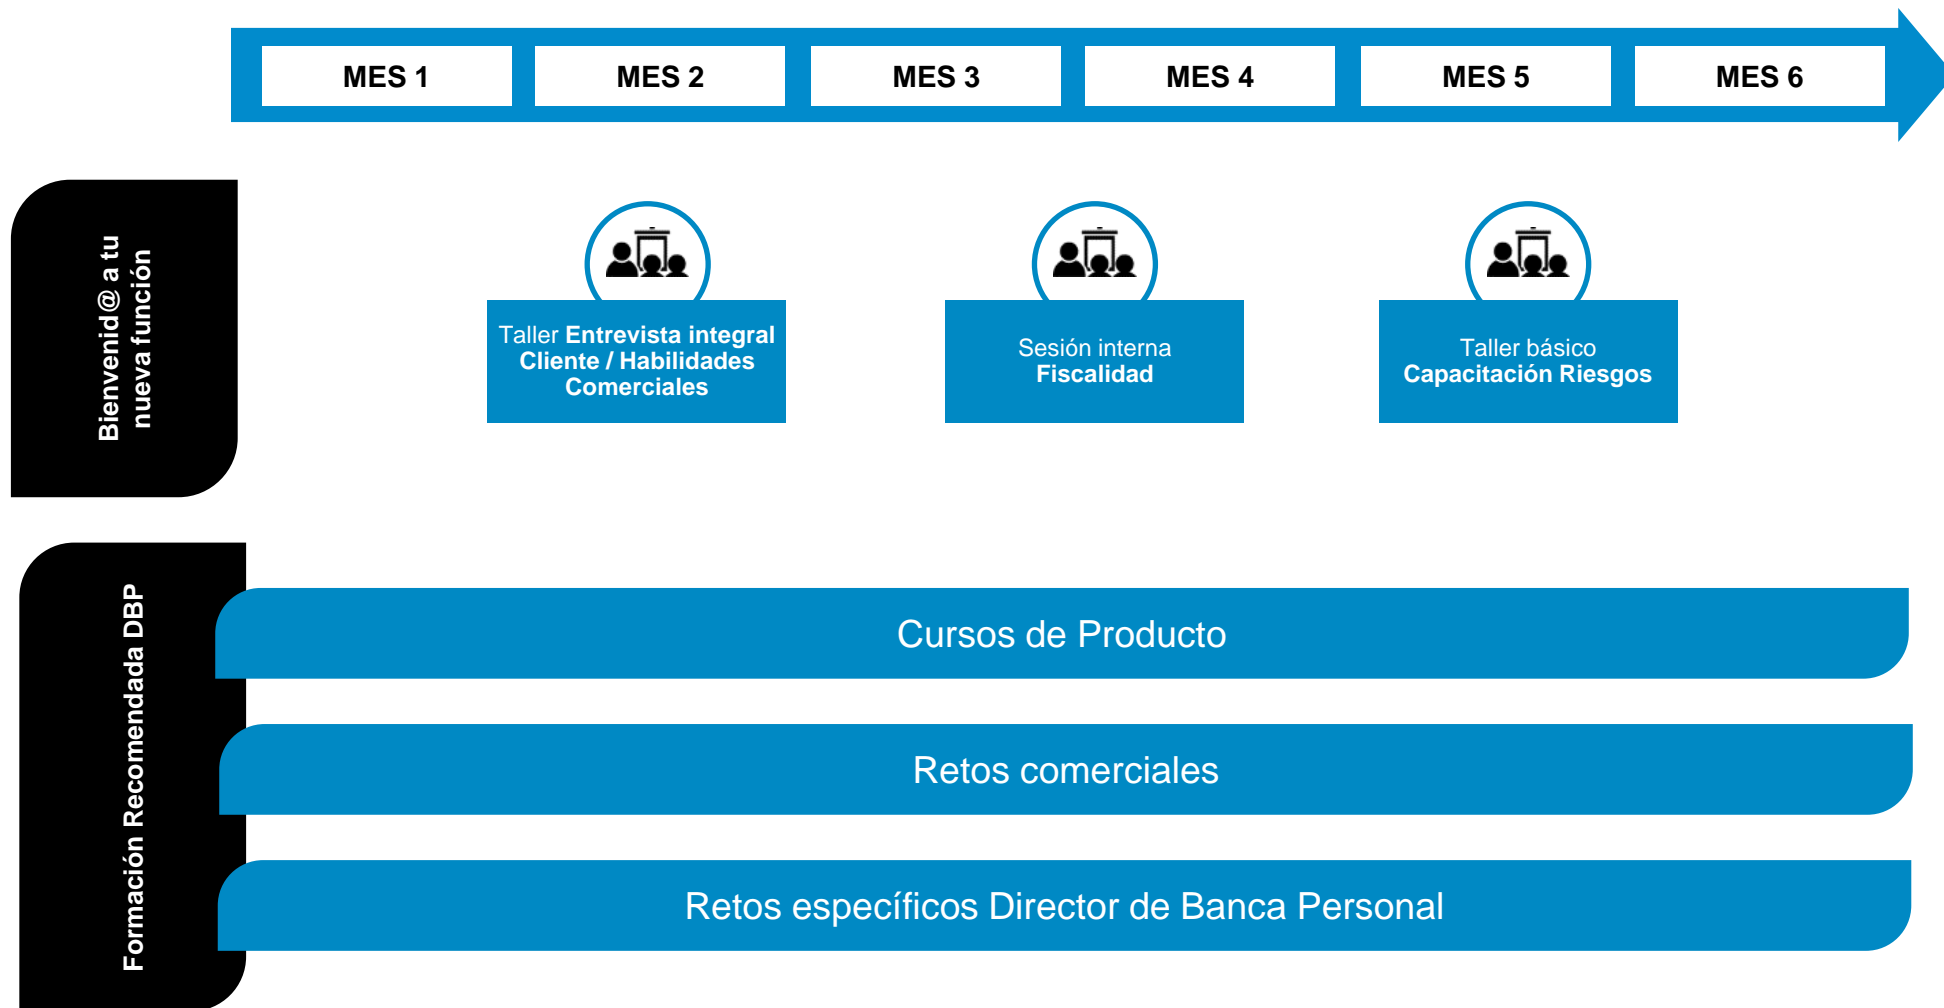 MES 1
MES 2
MES 3
MES 4
MES 5
MES 6
Bienvenid@ a tu
nueva función
Taller Entrevista integral
Cliente / Habilidades
Comerciales
Sesión interna
Fiscalidad
Taller básico
Capacitación Riesgos
Formación Recomendada DBP
Cursos de Producto
Retos comerciales
Retos específicos Director de Banca Personal